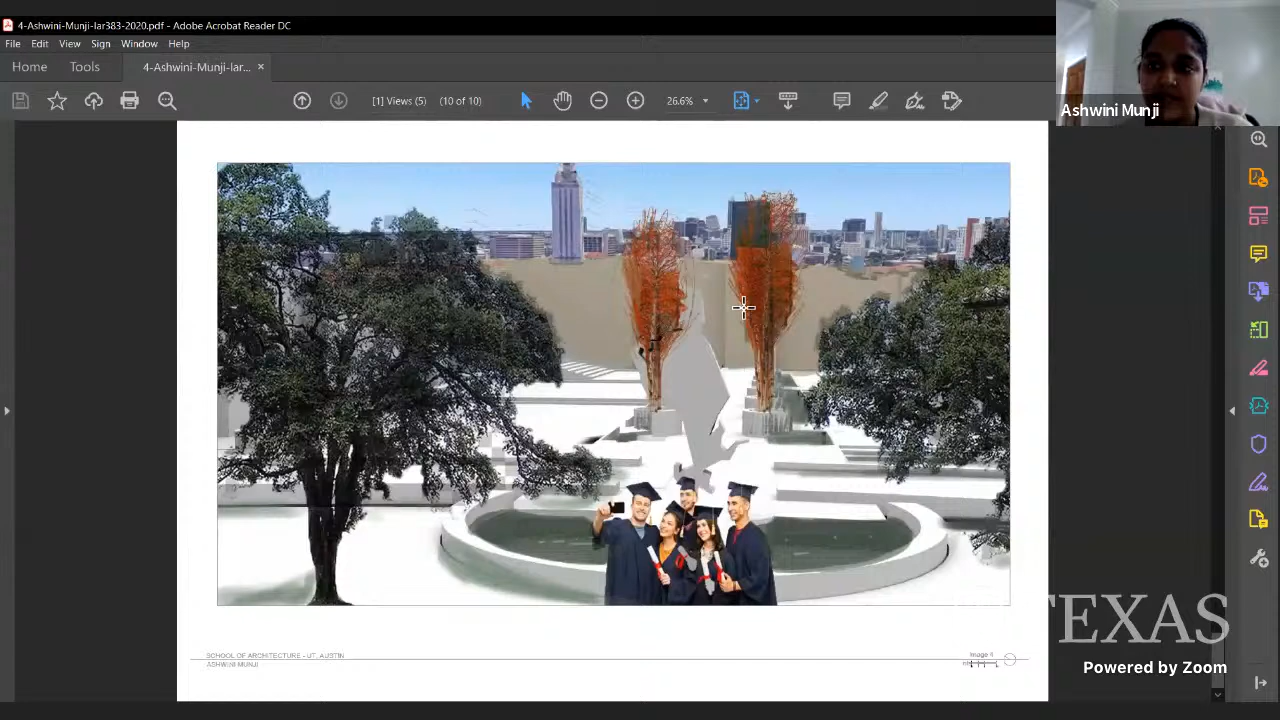 4-Ashwini-Munji-lar383-2020.pdf - Adobe Acrobat Reader DC
File Edit View Sign Window Help
Home Tools 4-Ashwini-Munji-lar... ×
[1] Views (5) (10 of 10) 26.6%
Ashwini Munji
TEXAS
Powered by Zoom
SCHOOL OF ARCHITECTURE - UT, AUSTIN
ASHWINI MUNJI
Image 4